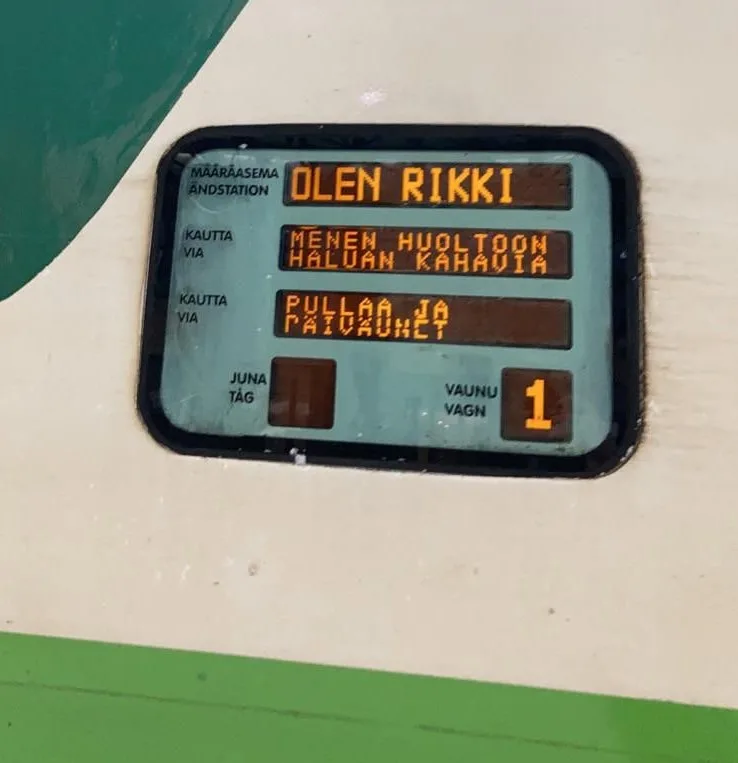 MÄÄRÄASEMA
ÄNDSTATION
OLEN RIKKI
KAUTTA
VIA
MENEN HUOLTOON
HALUAN KAHAVIA
KAUTTA
VIA
PULLAA JA
PÄIVÄUNET
JUNA
TÅG
VAUNU
VAGN
1